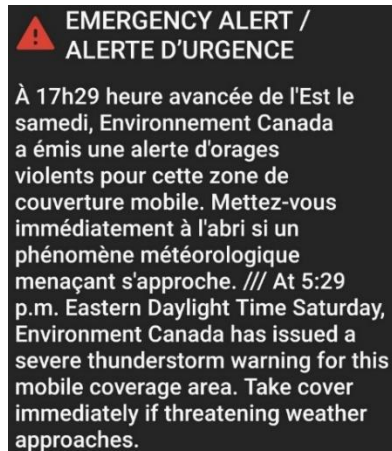 EMERGENCY ALERT /
ALERTE D'URGENCE
À 17h29 heure avancée de l'Est le
samedi, Environnement Canada
a émis une alerte d'orages
violents pour cette zone de
couverture mobile. Mettez-vous
immédiatement à l'abri si un
phénomène météorologique
menaçant s'approche. /// At 5:29
p.m. Eastern Daylight Time Saturday,
Environment Canada has issued a
severe thunderstorm warning for this
mobile coverage area. Take cover
immediately if threatening weather
approaches.